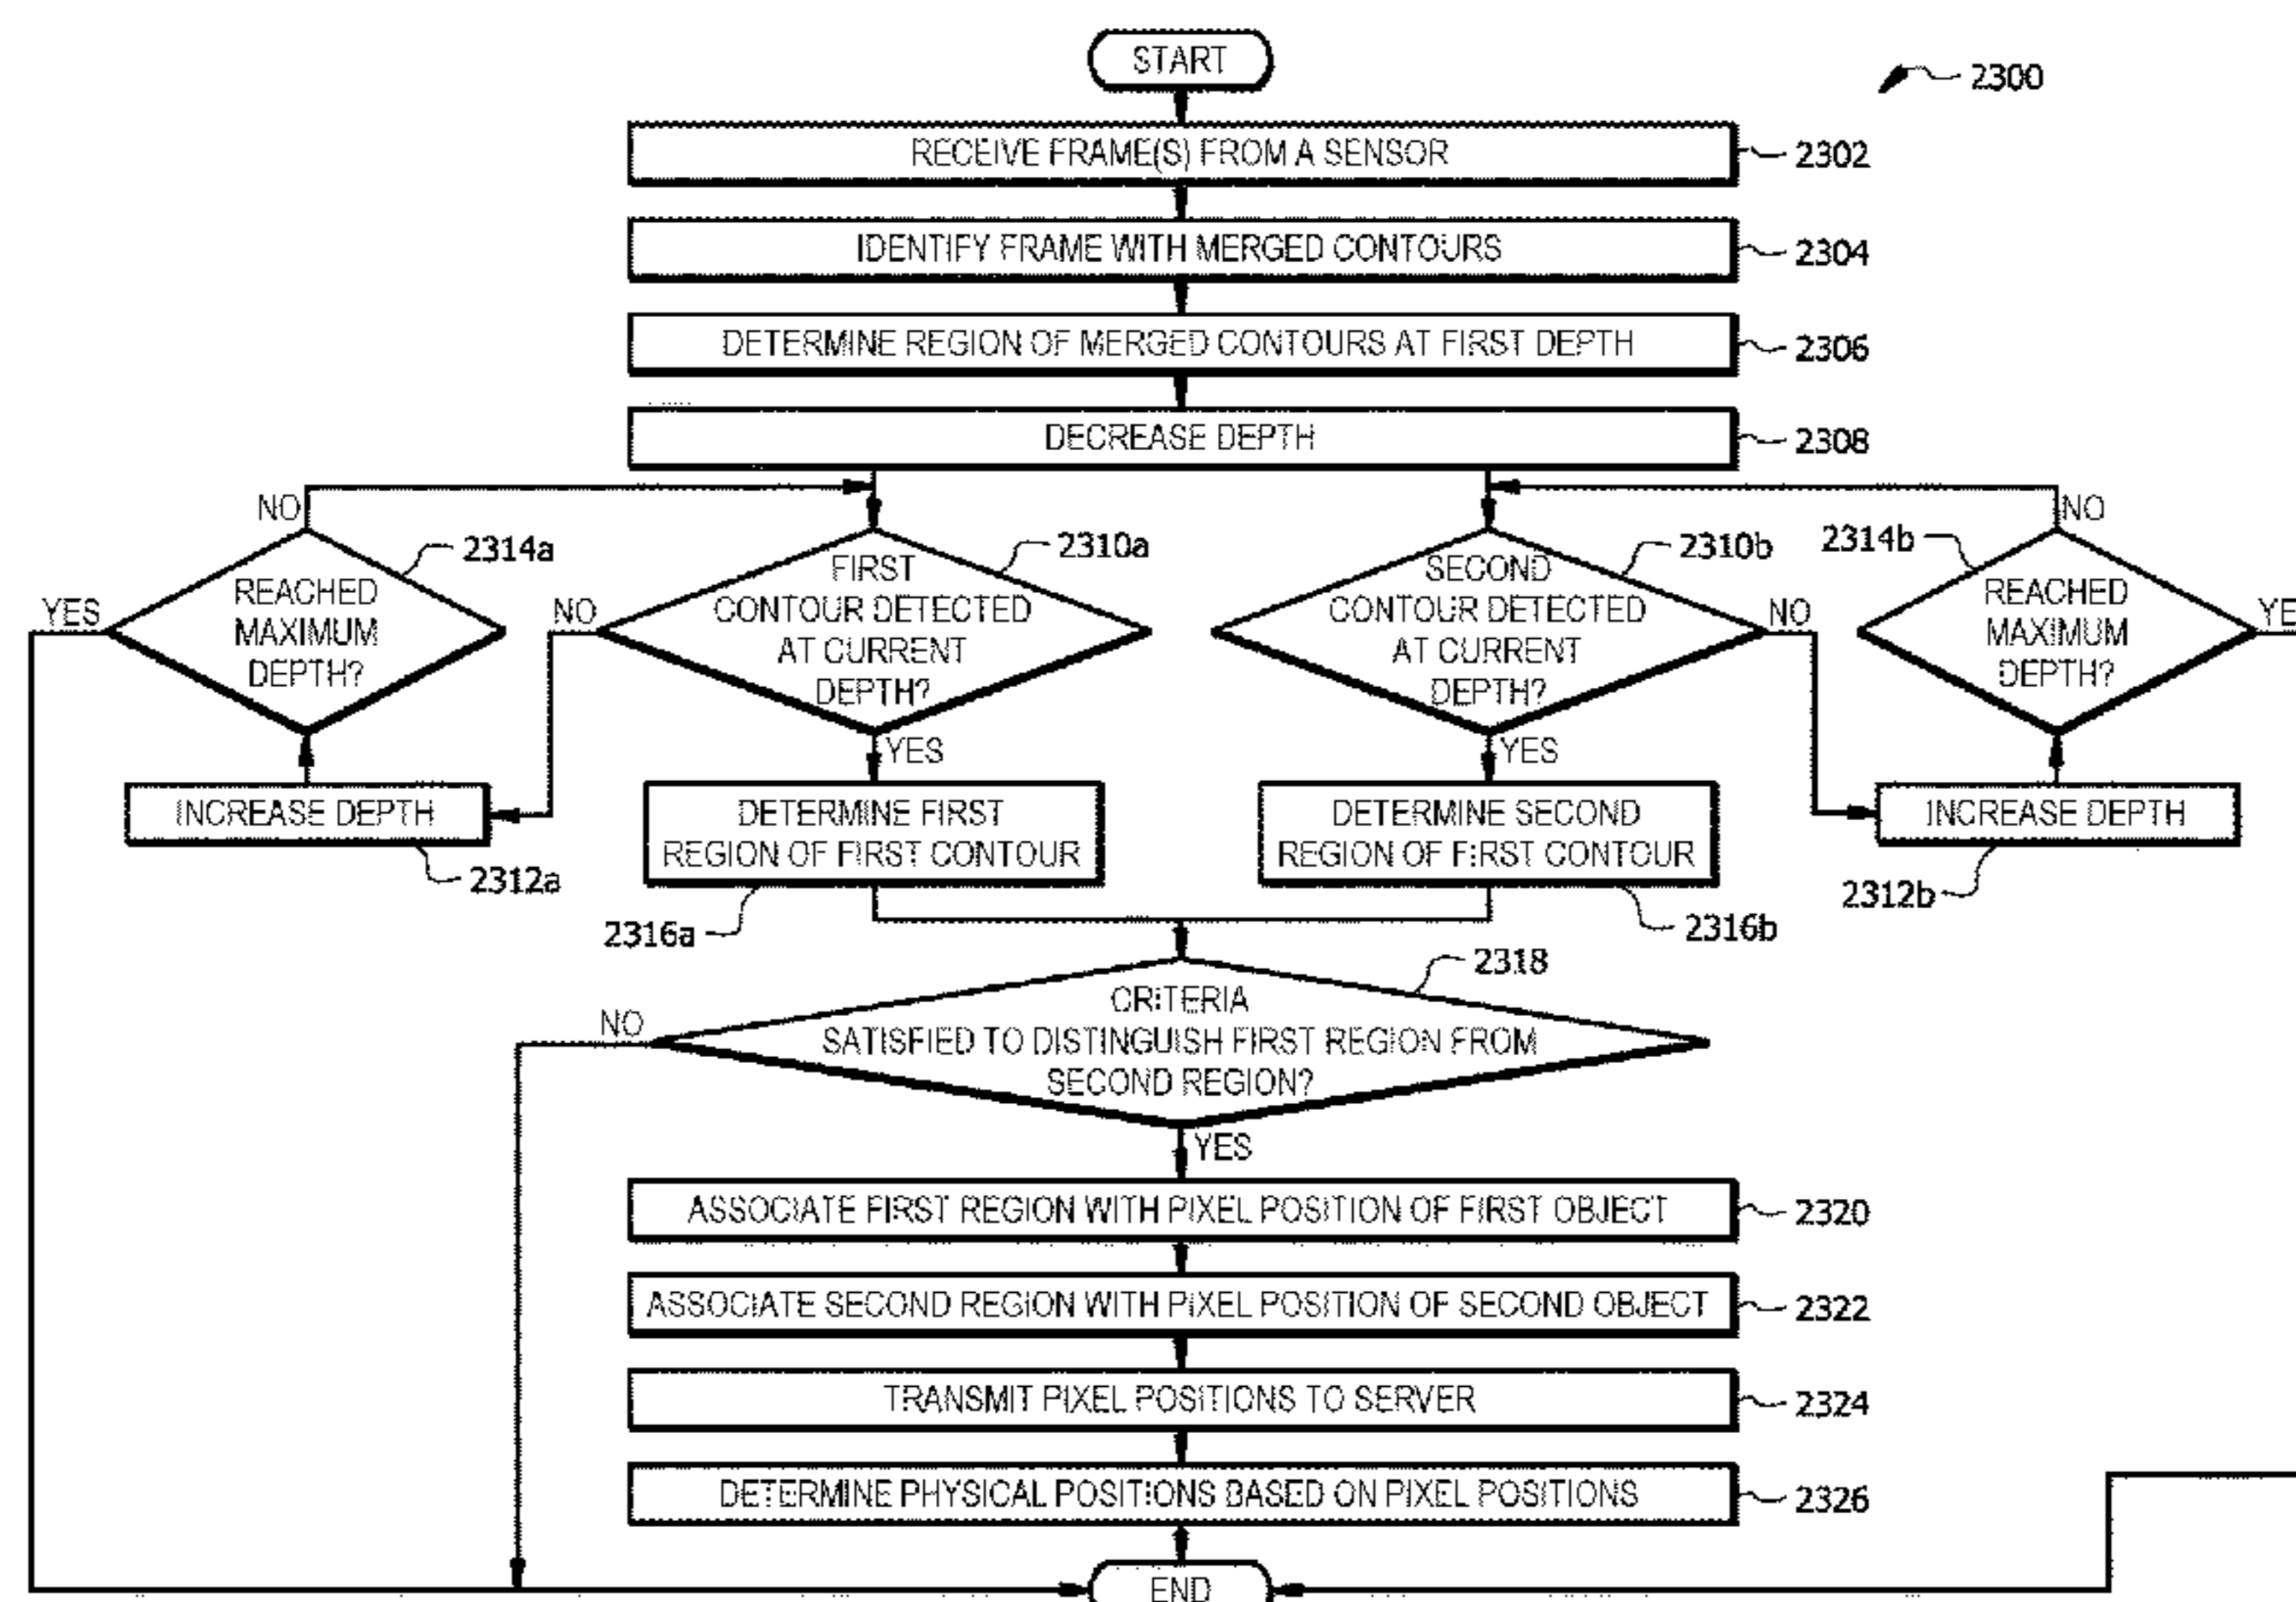 START
2300
RECEIVE FRAME(S) FROM A SENSOR
2302
IDENTIFY FRAME WITH MERGED CONTOURS
2304
DETERMINE REGION OF MERGED CONTOURS AT FIRST DEPTH
2306
DECREASE DEPTH
2308
NO
2314a
REACHED
MAXIMUM
DEPTH?
YES
NO
2310a
FIRST
CONTOUR DETECTED
AT CURRENT
DEPTH?
YES
2310b
SECOND
CONTOUR DETECTED
AT CURRENT
DEPTH?
NO
YES
2314b
NO
REACHED
MAXIMUM
DEPTH?
YE
INCREASE DEPTH
2312a
DETERMINE FIRST
REGION OF FIRST CONTOUR
2316a
DETERMINE SECOND
REGION OF FIRST CONTOUR
2316b
INCREASE DEPTH
2312b
2318
NO
CRITERIA
SATISFIED TO DISTINGUISH FIRST REGION FROM
SECOND REGION?
YES
ASSOCIATE FIRST REGION WITH PIXEL POSITION OF FIRST OBJECT
2320
ASSOCIATE SECOND REGION WITH PIXEL POSITION OF SECOND OBJECT
2322
TRANSMIT PIXEL POSITIONS TO SERVER
2324
DETERMINE PHYSICAL POSITIONS BASED ON PIXEL POSITIONS
2326
END